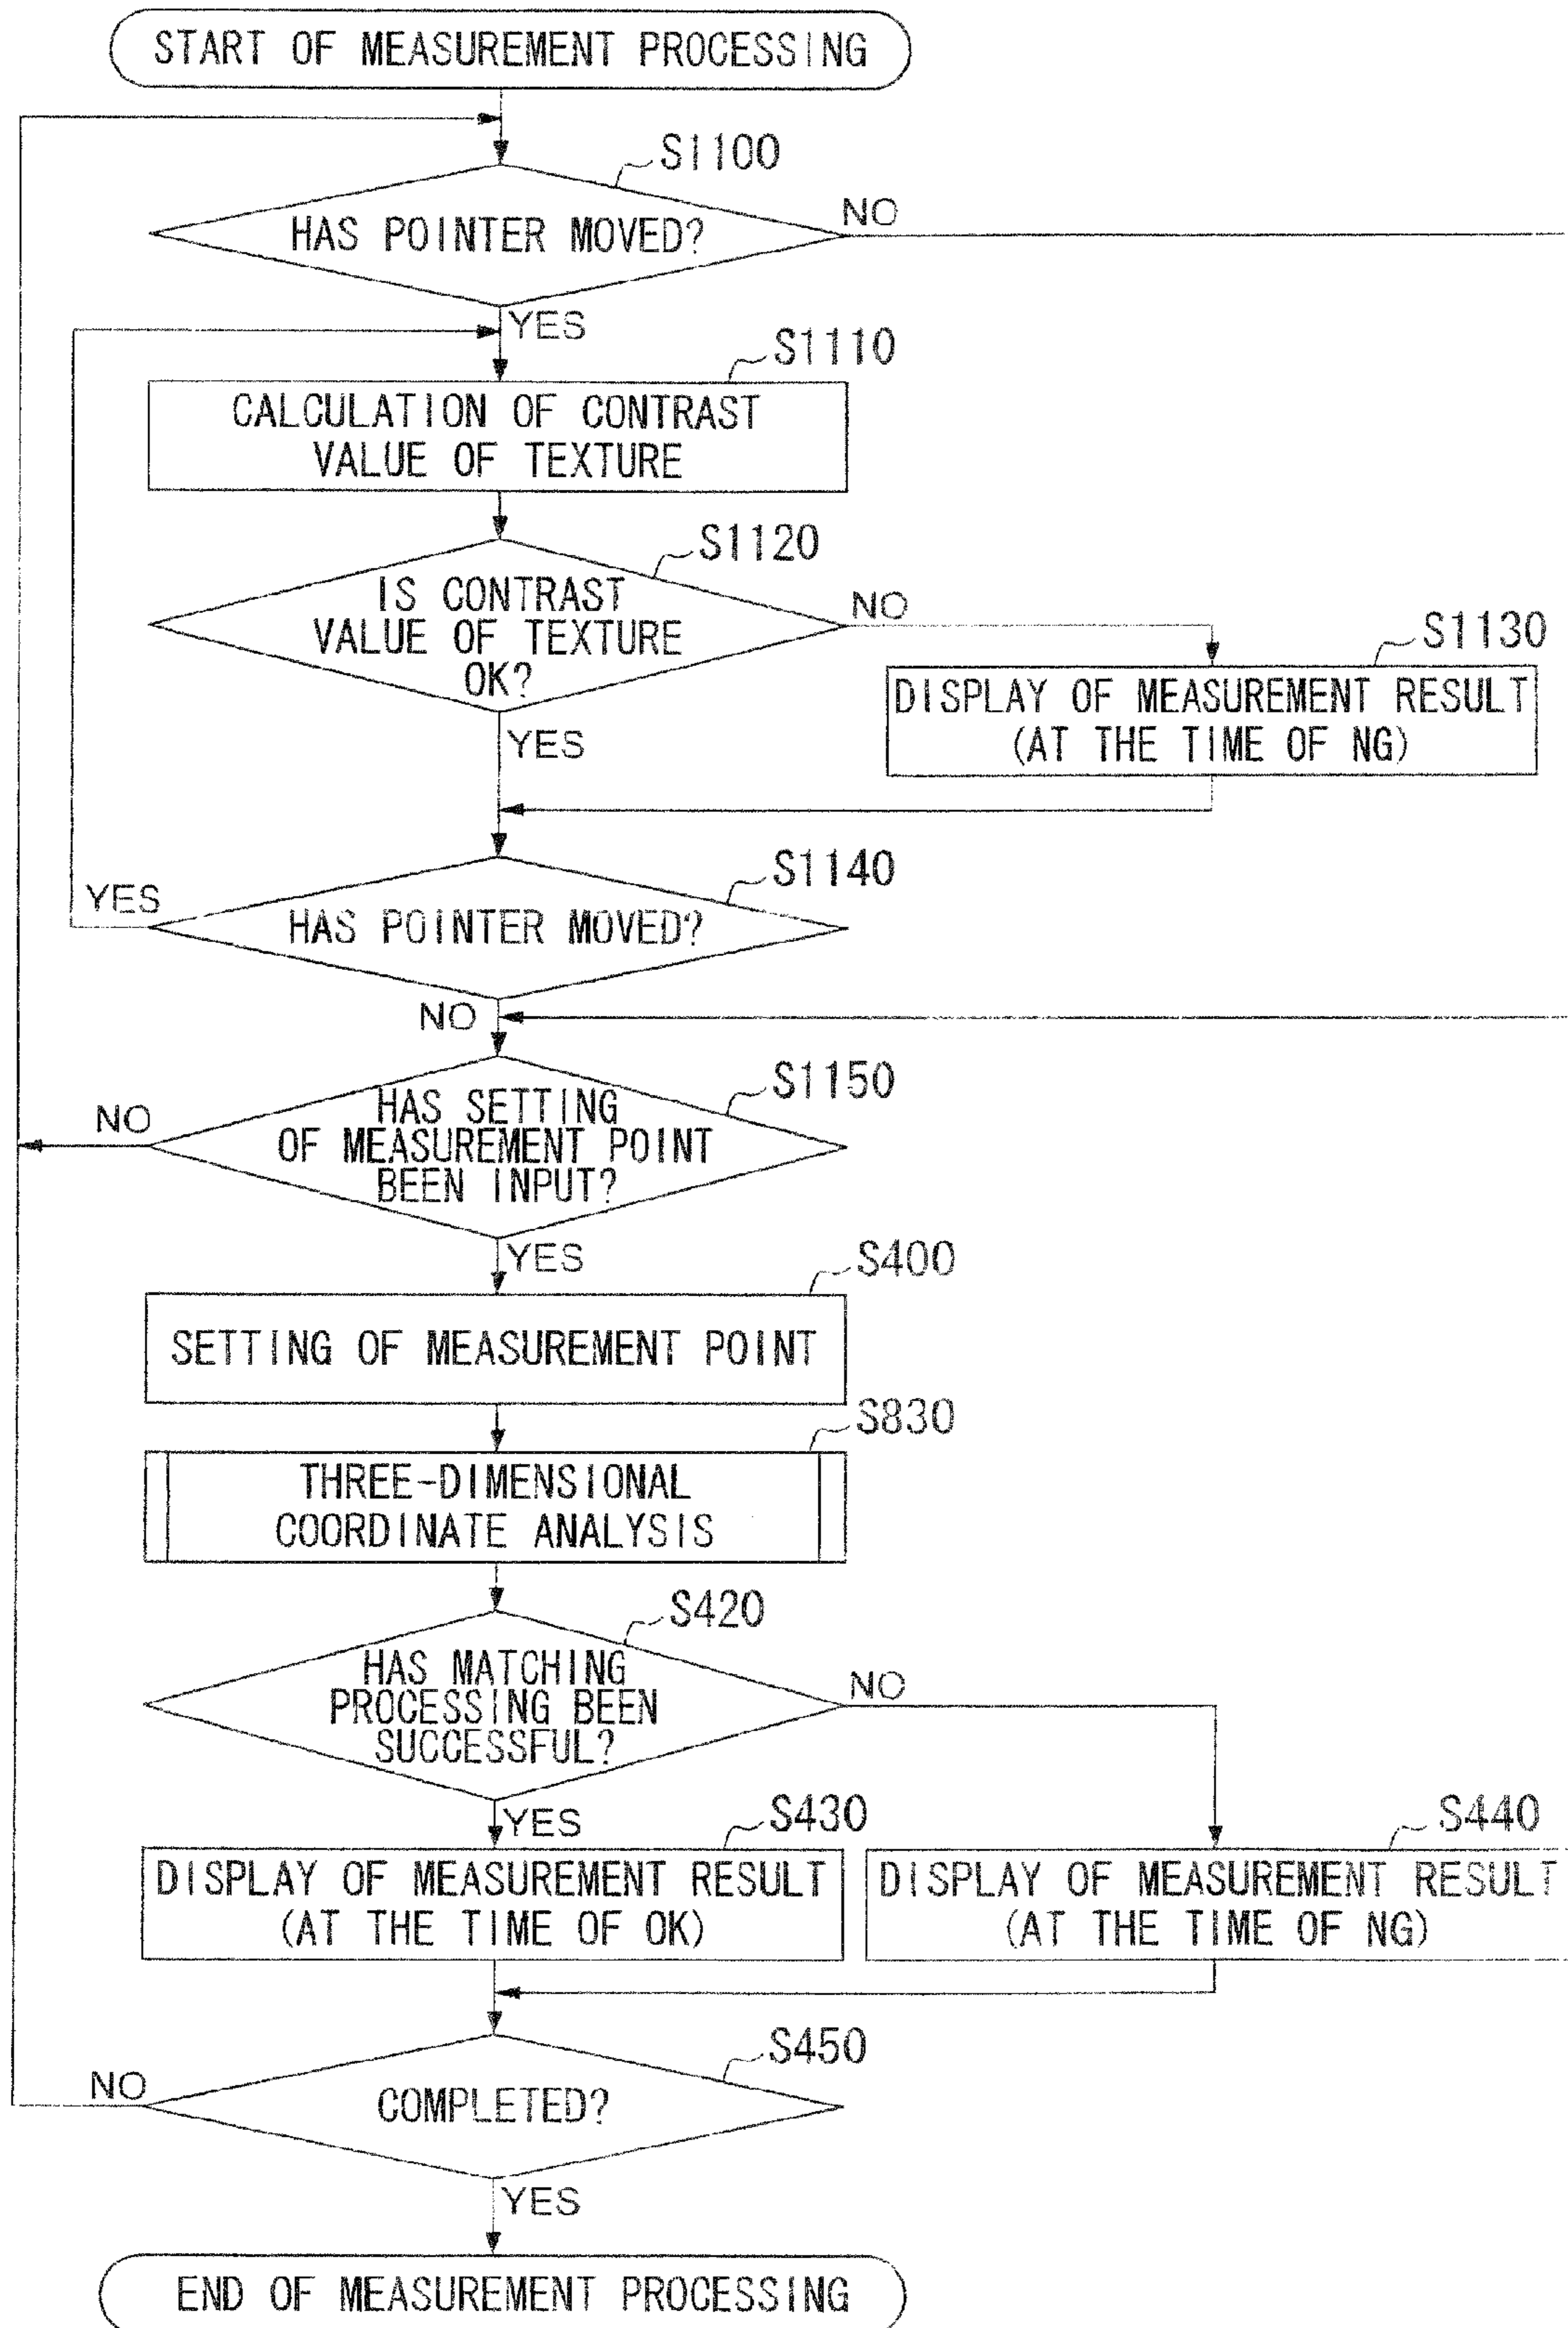 START OF MEASUREMENT PROCESSING
S1100
HAS POINTER MOVED?
NO
YES
S1110
CALCULATION OF CONTRAST
VALUE OF TEXTURE
S1120
IS CONTRAST
VALUE OF TEXTURE
OK?
NO
YES
S1130
DISPLAY OF MEASUREMENT RESULT
(AT THE TIME OF NG)
S1140
YES
HAS POINTER MOVED?
NO
S1150
NO
HAS SETTING
OF MEASUREMENT POINT
BEEN INPUT?
YES
S400
SETTING OF MEASUREMENT POINT
S830
THREE-DIMENSIONAL
COORDINATE ANALYSIS
S420
HAS MATCHING
PROCESSING BEEN
SUCCESSFUL?
NO
YES
S430
DISPLAY OF MEASUREMENT RESULT
(AT THE TIME OF OK)
S440
DISPLAY OF MEASUREMENT RESULT
(AT THE TIME OF NG)
S450
NO
COMPLETED?
YES
END OF MEASUREMENT PROCESSING